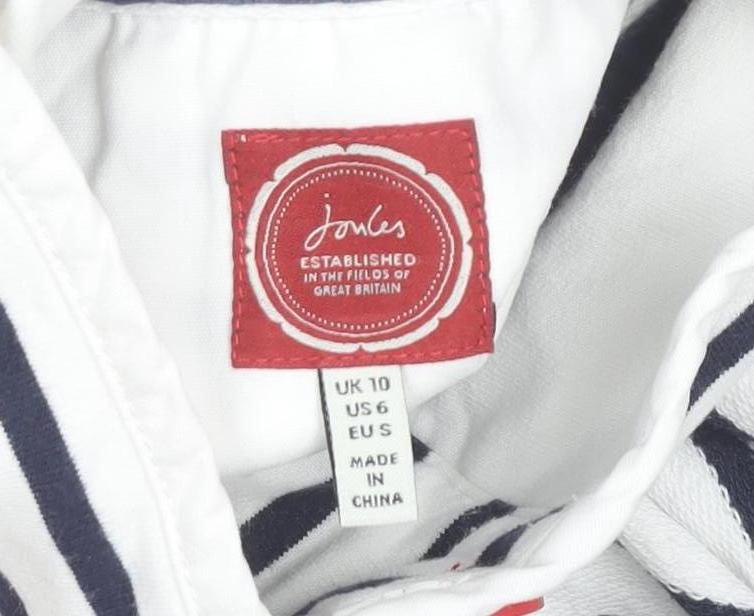 Joules
ESTABLISHED
IN THE FIELDS OF
GREAT BRITAIN
UK 10
US 6
EU S
MADE
IN
CHINA